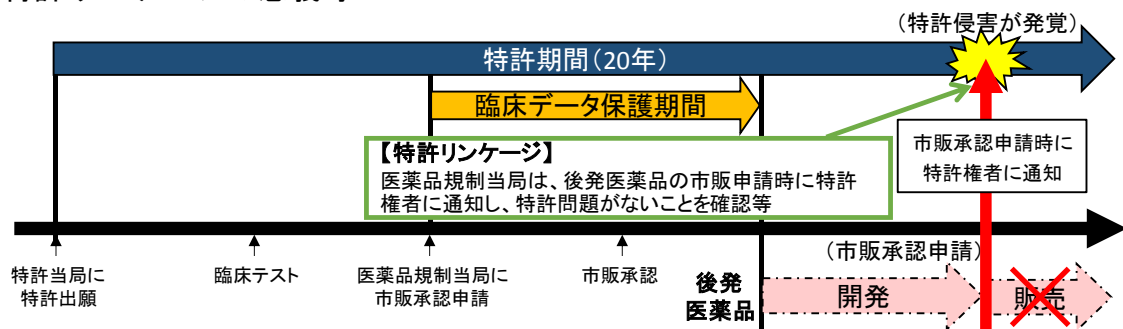 (特許侵害が発覚)
特許期間(20年)
臨床データ保護期間
【特許リンケージ】
医薬品規制当局は、後発医薬品の市販申請時に特許
権者に通知し、特許問題がないことを確認等
市販承認申請時に
特許権者に通知
(市販承認申請)
特許当局に
特許出願
臨床テスト
医薬品規制当局に
市販承認申請
市販承認
後発
医薬品
開発
販売